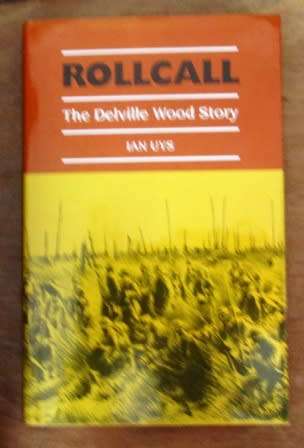 ROLLCALL
The Delville Wood Story
IAN UYS